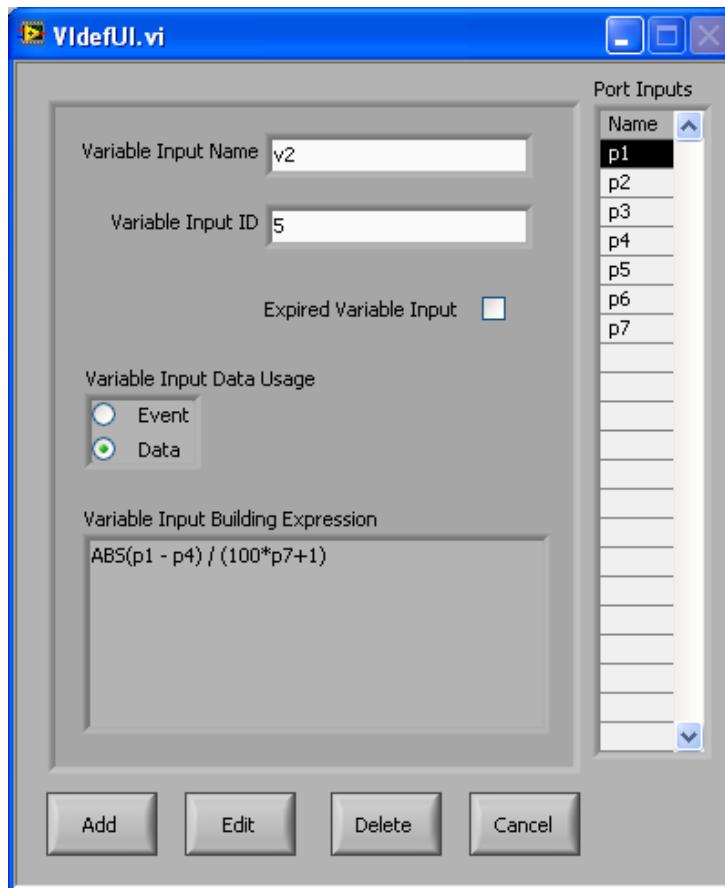 VIdefUI.vi
Port Inputs
Name
p1
p2
p3
p4
p5
p6
p7
Variable Input Name v2
Variable Input ID 5
Expired Variable Input
Variable Input Data Usage
Event
Data
Variable Input Building Expression
ABS(p1 - p4) / (100*p7+1)
Add Edit Delete Cancel